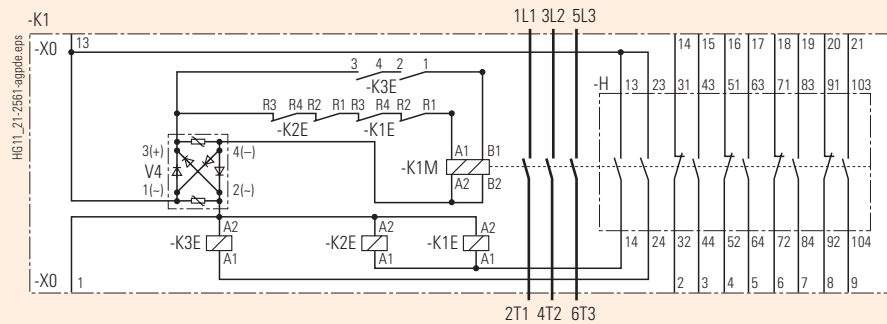 1L1 3L2 5L3
-K1
-X0 13 14 15 16 17 18 19 20 21
HG11_21-2561-agpde.eps
3 4 2 1
-K3E
-H 13 23 31 43 51 63 71 83 91 103
R3 R4 R2 R1 R3 R4 R2 R1
-K2E -K1E
3(+) 4(–)
V4
1(~) 2(~)
A1 B1
-K1M
A2 B2
A2 A2 A2
-K3E -K2E -K1E
A1 A1 A1
14 24 32 44 52 64 72 84 92 104
-X0 1 2 3 4 5 6 7 8 9
2T1 4T2 6T3